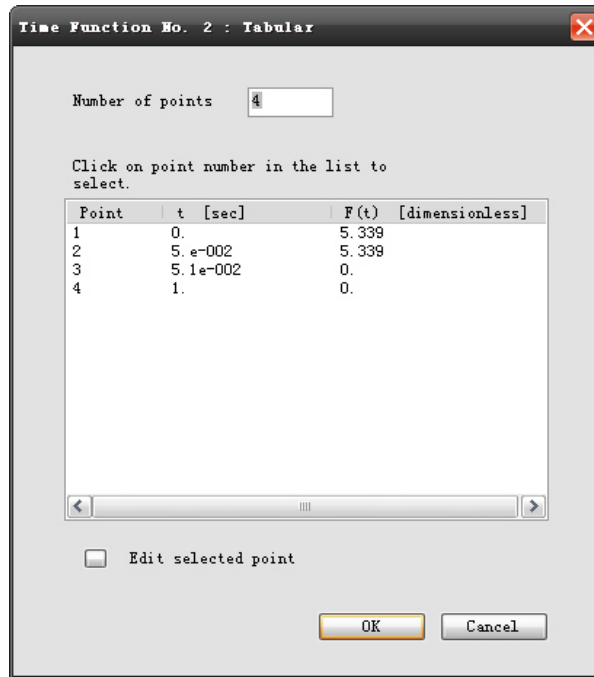 Time Function No. 2 : Tabular
Number of points 4
Click on point number in the list to
select.
Point t [sec] F(t) [dimensionless]
1 0. 5.339
2 5.e-002 5.339
3 5.1e-002 0.
4 1. 0.
Edit selected point
OK Cancel